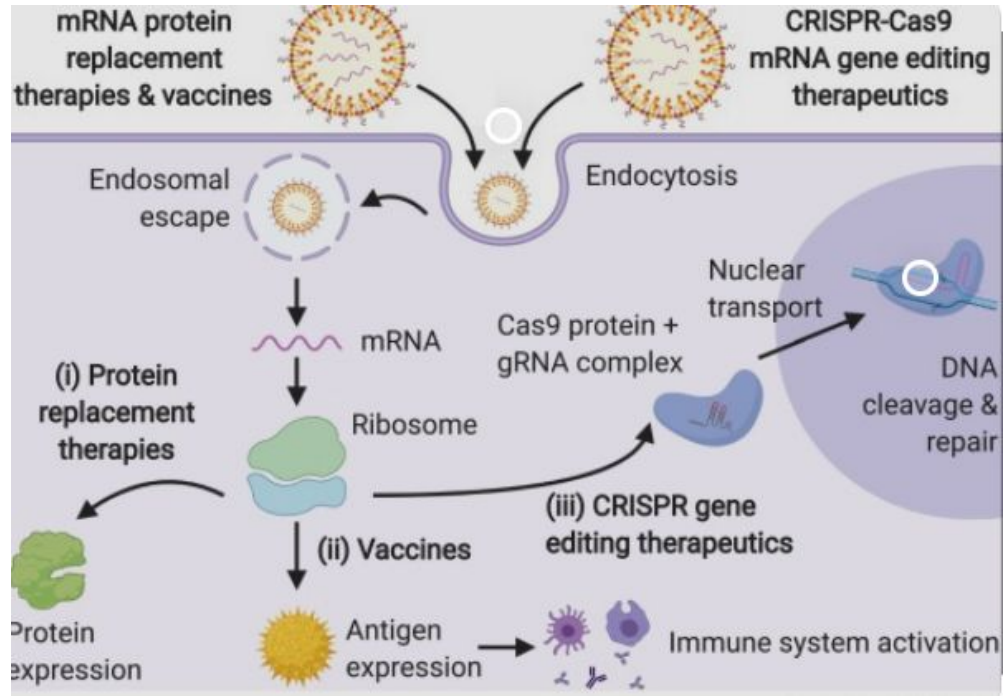 mRNA protein
replacement
therapies & vaccines
CRISPR-Cas9
mRNA gene editing
therapeutics
Endosomal
escape
Endocytosis
Nuclear
transport
mRNA
Cas9 protein +
gRNA complex
DNA
cleavage &
repair
(i) Protein
replacement
therapies
Ribosome
(iii) CRISPR gene
editing therapeutics
(ii) Vaccines
Protein
expression
Antigen
expression
Immune system activation